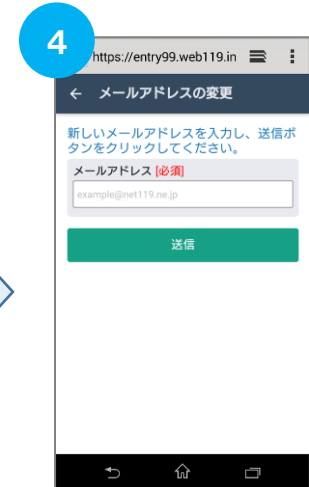 4
https://entry99.web119.in
← メールアドレスの変更
新しいメールアドレスを入力し、送信ボ
タンをクリックしてください。
メールアドレス [必須]
example@net119.ne.jp
送信